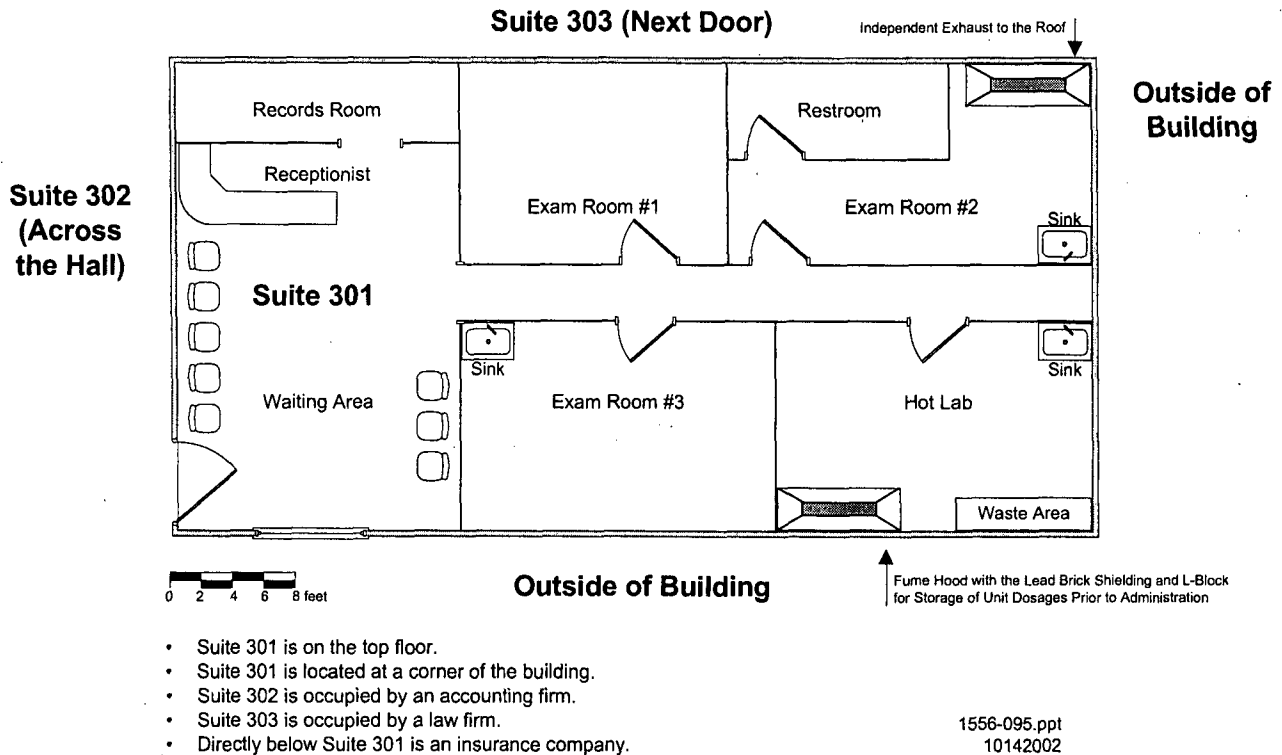 Suite 303 (Next Door)
Independent Exhaust to the Roof
Outside of
Building
Records Room
Restroom
Receptionist
Suite 302
(Across
the Hall)
Exam Room #1
Exam Room #2
Sink
Suite 301
Sink
Sink
Waiting Area
Exam Room #3
Hot Lab
Waste Area
0 2 4 6 8 feet
Outside of Building
Fume Hood with the Lead Brick Shielding and L-Block
for Storage of Unit Dosages Prior to Administration
• Suite 301 is on the top floor.
• Suite 301 is located at a corner of the building.
• Suite 302 is occupied by an accounting firm.
• Suite 303 is occupied by a law firm.
• Directly below Suite 301 is an insurance company.
1556-095.ppt
10142002